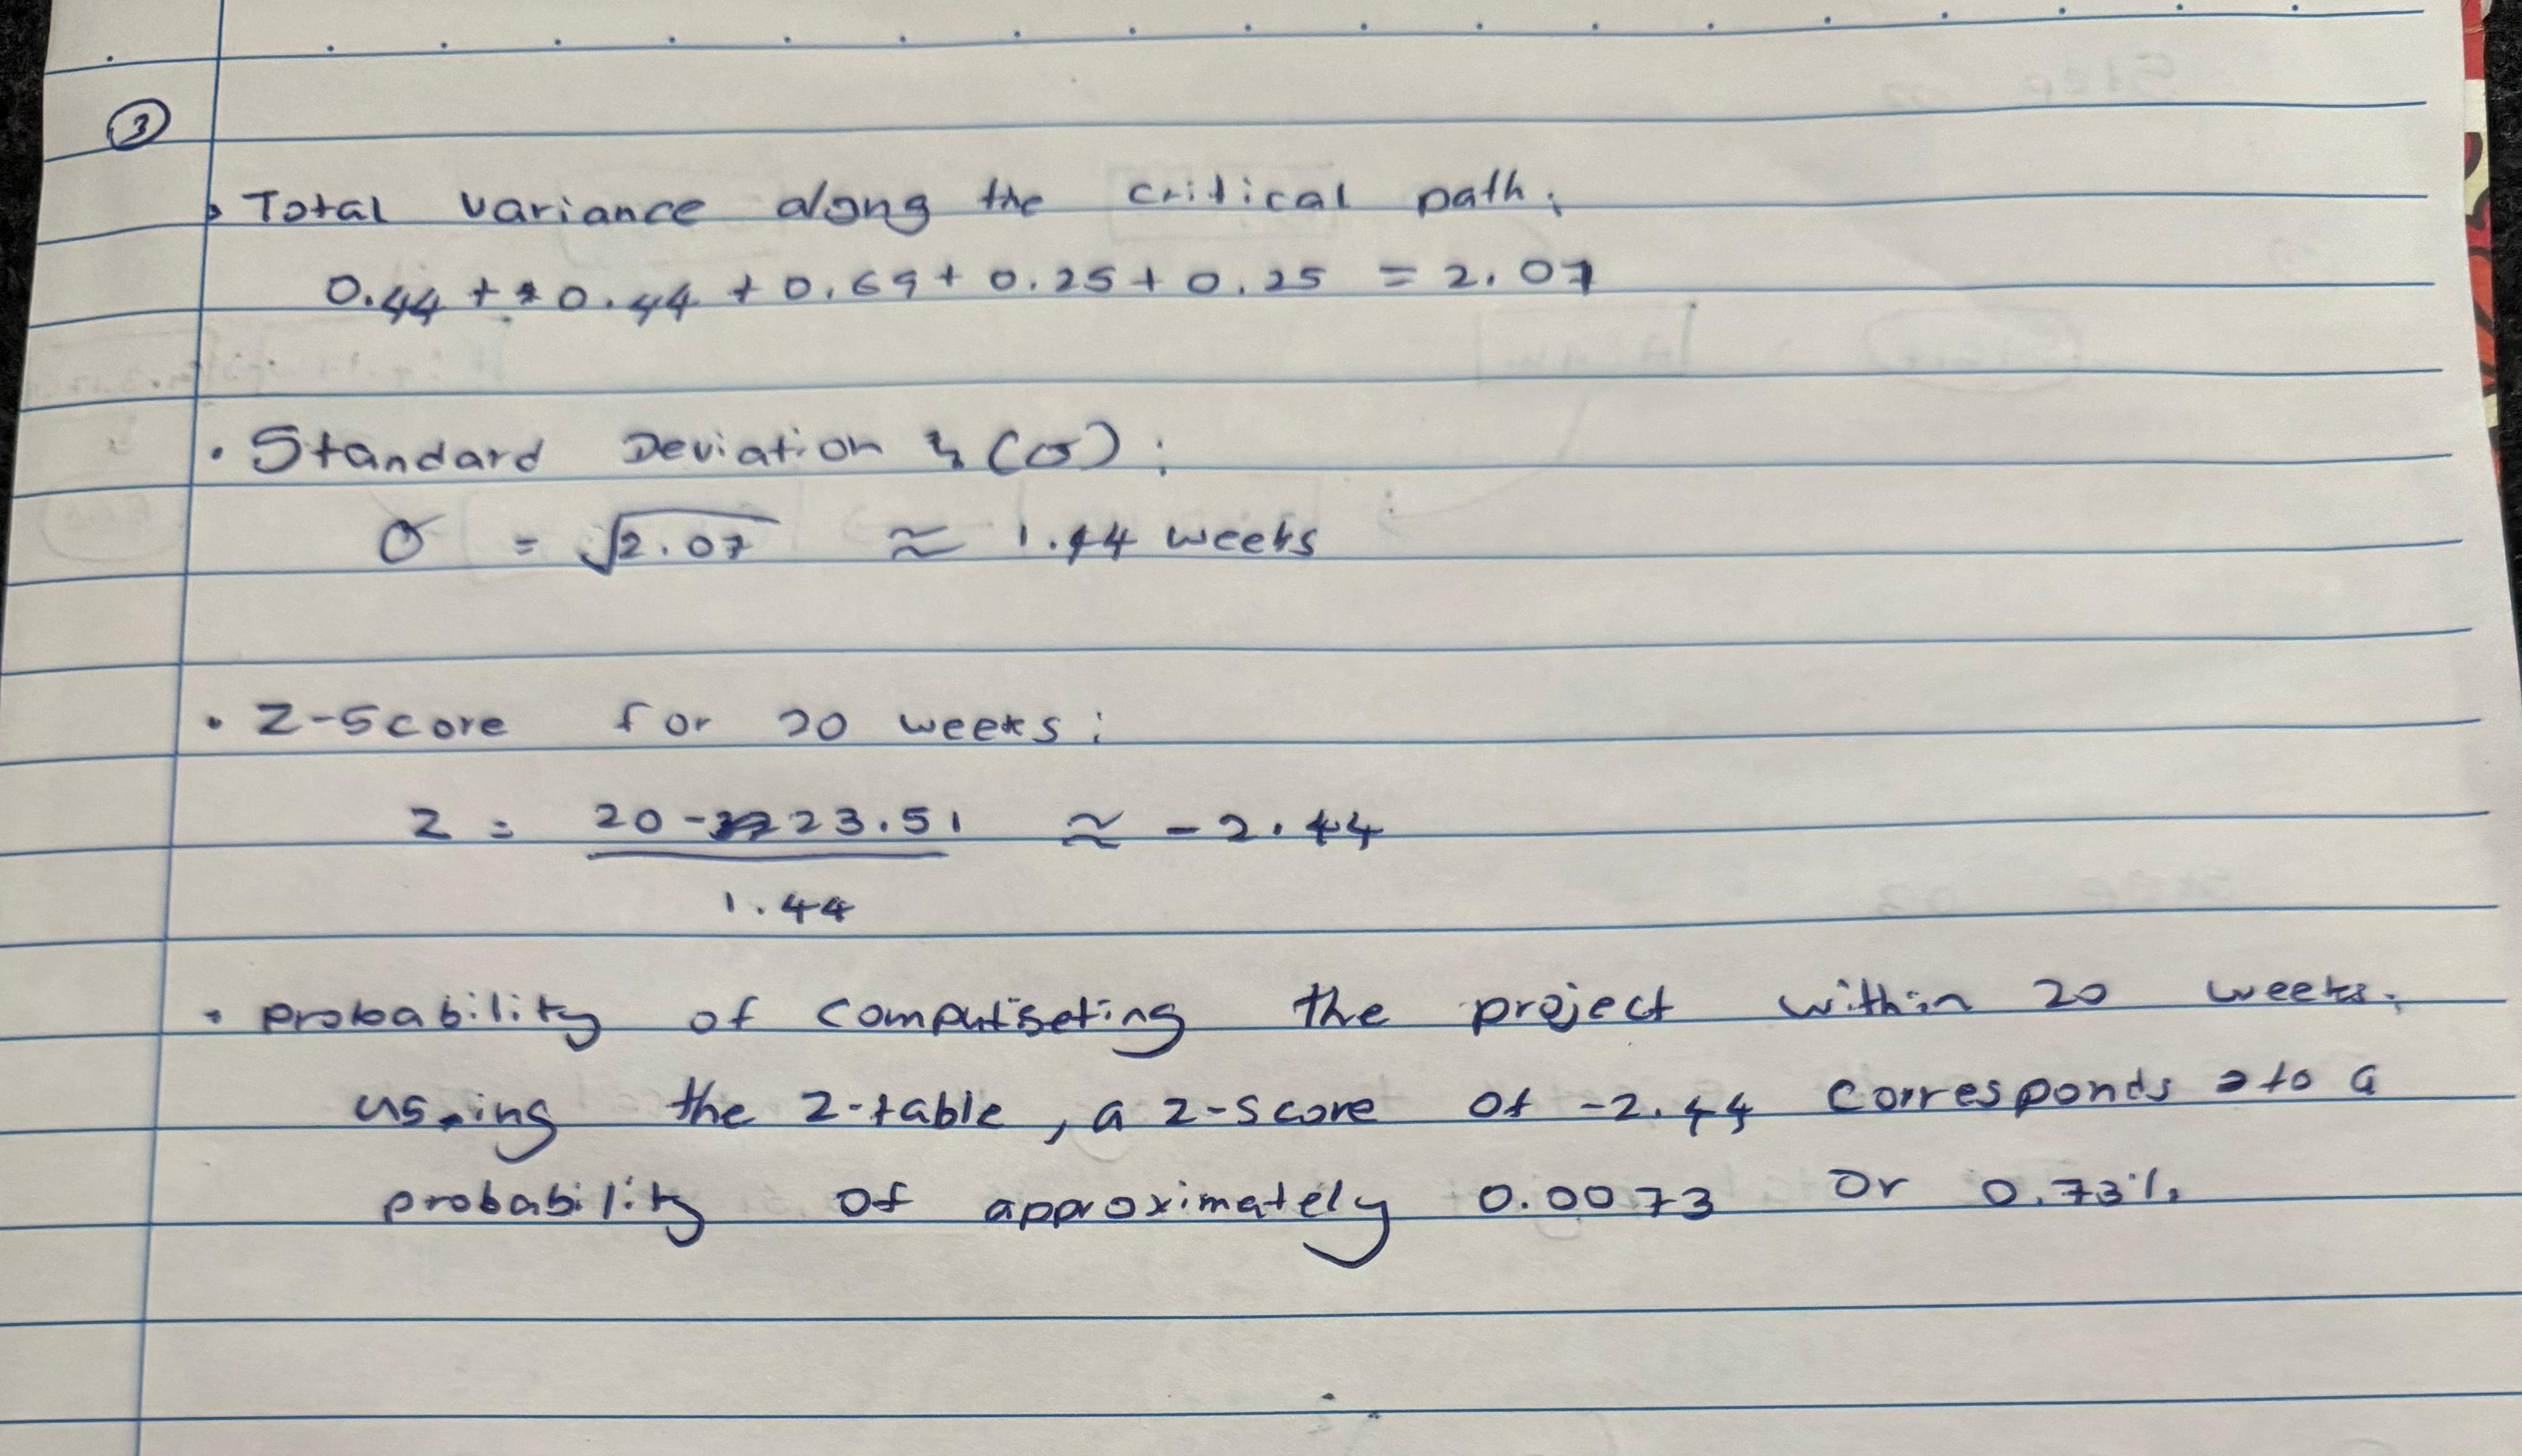 3
Total variance along the critical path:
0.44 + 0.44 + 0.69 + 0.25 + 0.25 = 2.07
• Standard Deviation (σ):
σ = √2.07 ≈ 1.44 weeks
• Z-Score for 20 weeks:
Z = 20 - 23.51 ≈ -2.44
1.44
• probability of the project within 20 weeks.
using the Z-table, a Z-score of -2.44 corresponds to a
probability of approximately 0.0073 or 0.73%